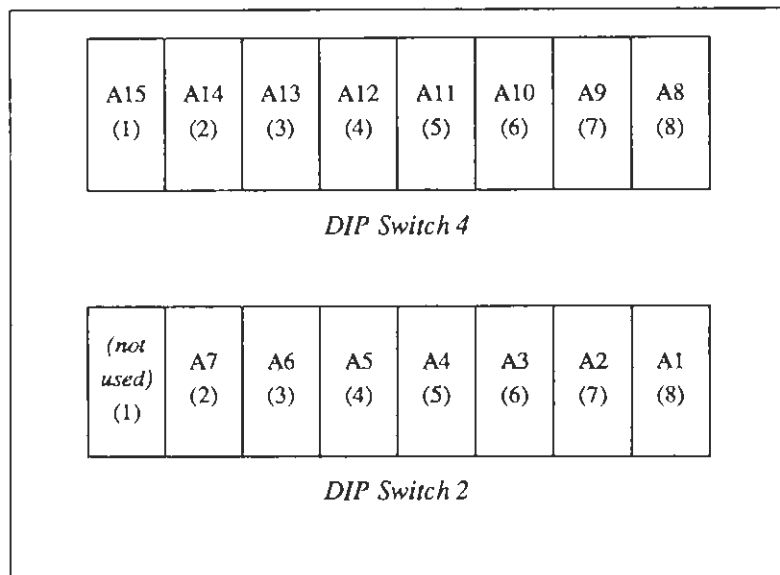 A15 A14 A13 A12 A11 A10 A9 A8
(1) (2) (3) (4) (5) (6) (7) (8)
DIP Switch 4
(not
used) A7 A6 A5 A4 A3 A2 A1
(1) (2) (3) (4) (5) (6) (7) (8)
DIP Switch 2